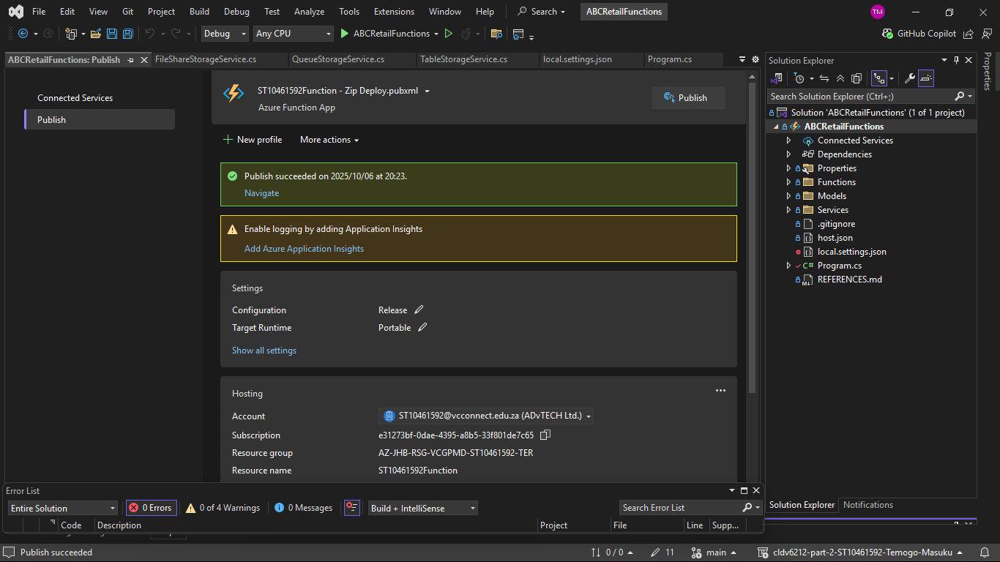 File Edit View Git Project Build Debug Test Analyze Tools Extensions Window Help Search ABCRetailFunctions TM
Debug Any CPU ABCRetailFunctions GitHub Copilot
ABCRetailFunctions: Publish FileShareStorageService.cs QueueStorageService.cs TableStorageService.cs local.settings.json Program.cs
Connected Services
Publish
ST10461592Function - Zip Deploy.pubxml
Azure Function App
Publish
New profile More actions
Publish succeeded on 2025/10/06 at 20:23.
Navigate
Enable logging by adding Application Insights
Add Azure Application Insights
Settings
Configuration Release
Target Runtime Portable
Show all settings
Hosting
Account ST10461592@vcconnect.edu.za (ADvTECH Ltd.)
Subscription e31273bf-0dae-4395-a8b5-33f801de7c65
Resource group AZ-JHB-RSG-VCGPMD-ST10461592-TER
Resource name ST10461592Function
Solution Explorer
Search Solution Explorer (Ctrl+;)
Solution 'ABCRetailFunctions' (1 of 1 project)
ABCRetailFunctions
Connected Services
Dependencies
Properties
Functions
Models
Services
.gitignore
host.json
local.settings.json
C# Program.cs
REFERENCES.md
Properties
Solution Explorer Notifications
Error List
Entire Solution 0 Errors 0 of 4 Warnings 0 Messages Build + IntelliSense Search Error List
Code Description Project File Line Supp...
Publish succeeded 0 / 0 11 main cldv6212-part-2-ST10461592-Temogo-Masuku